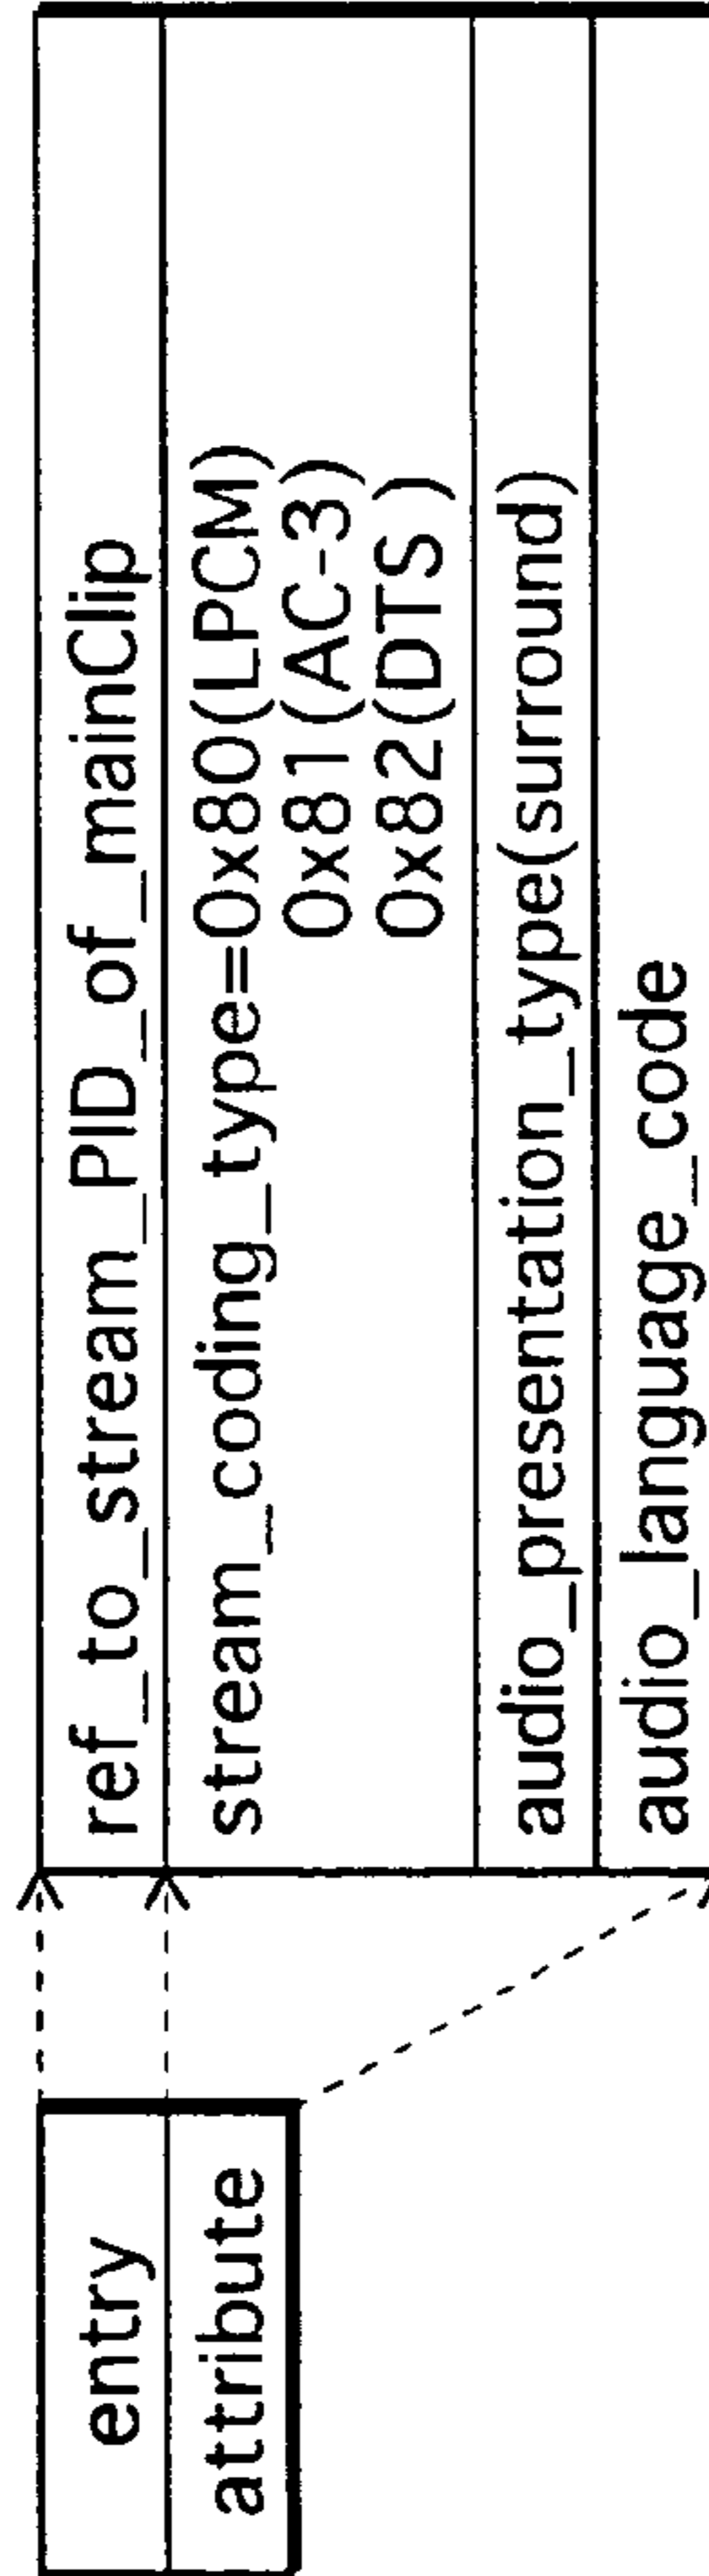 entry
attribute
ref_to_stream_PID_of_mainClip
stream_coding_type=0x80(LPCM)
0x81(AC-3)
0x82(DTS)
audio_presentation_type(surround)
audio_language_code